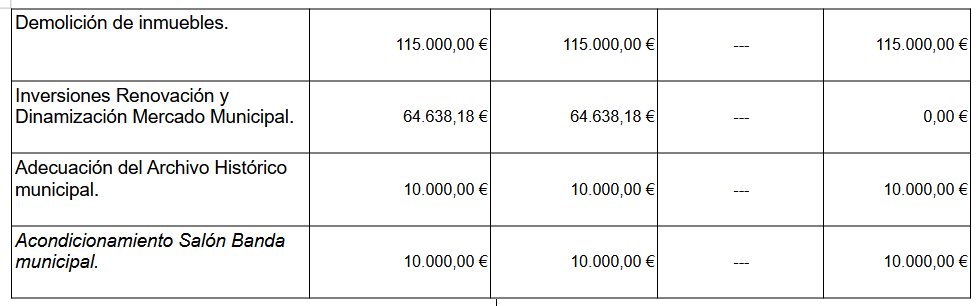 Demolición de inmuebles.
115.000,00 € 115.000,00 € --- 115.000,00 €
Inversiones Renovación y
Dinamización Mercado Municipal.
64.638,18 € 64.638,18 € --- 0,00 €
Adecuación del Archivo Histórico
municipal.
10.000,00 € 10.000,00 € --- 10.000,00 €
Acondicionamiento Salón Banda
municipal.
10.000,00 € 10.000,00 € --- 10.000,00 €